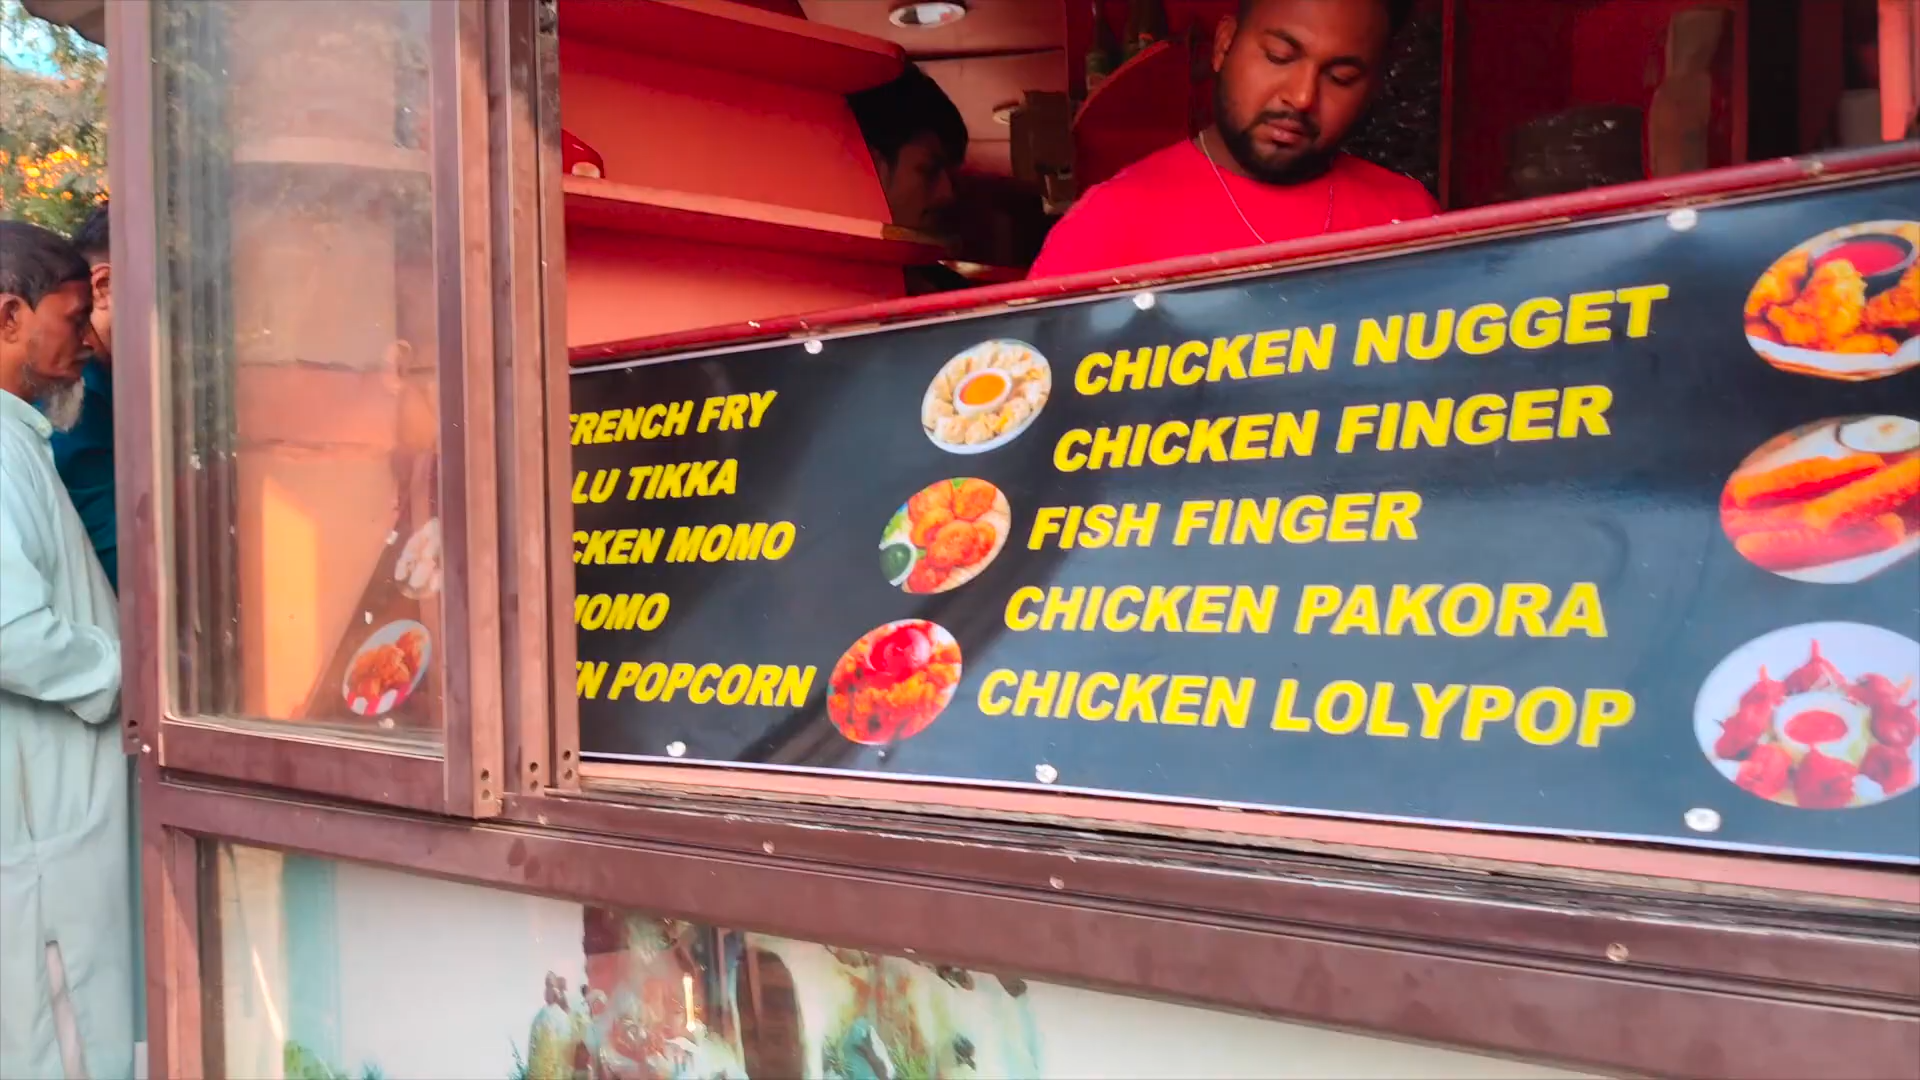 FRENCH FRY
LU TIKKA
CKEN MOMO
MOMO
N POPCORN
CHICKEN NUGGET
CHICKEN FINGER
FISH FINGER
CHICKEN PAKORA
CHICKEN LOLYPOP